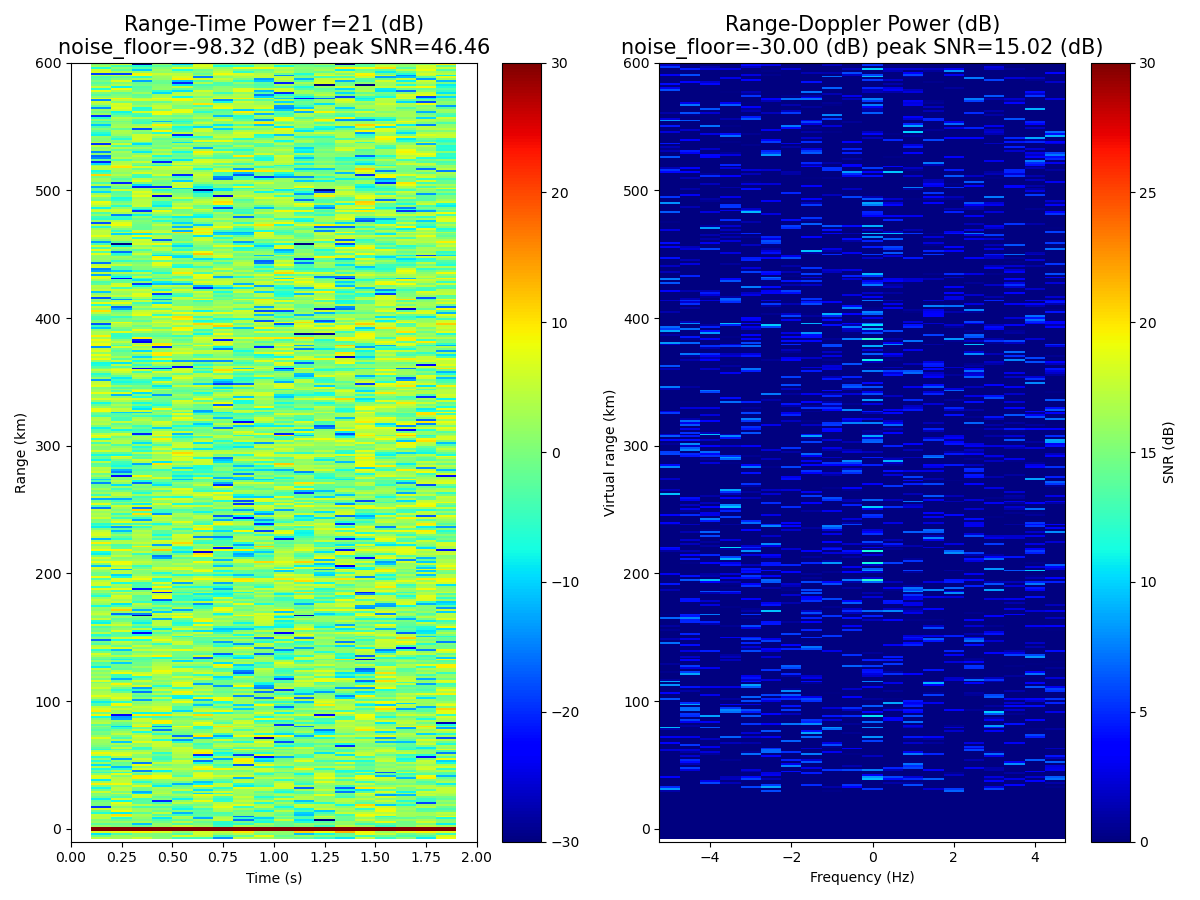 Range-Time Power f=21 (dB)
noise_floor=-98.32 (dB) peak SNR=46.46
Range (km)
600
500
400
300
200
100
0
0.00 0.25 0.50 0.75 1.00 1.25 1.50 1.75 2.00
Time (s)
30
20
10
0
−10
−20
−30
Range-Doppler Power (dB)
noise_floor=-30.00 (dB) peak SNR=15.02 (dB)
Virtual range (km)
600
500
400
300
200
100
0
−4 −2 0 2 4
Frequency (Hz)
30
25
20
15
10
5
0
SNR (dB)